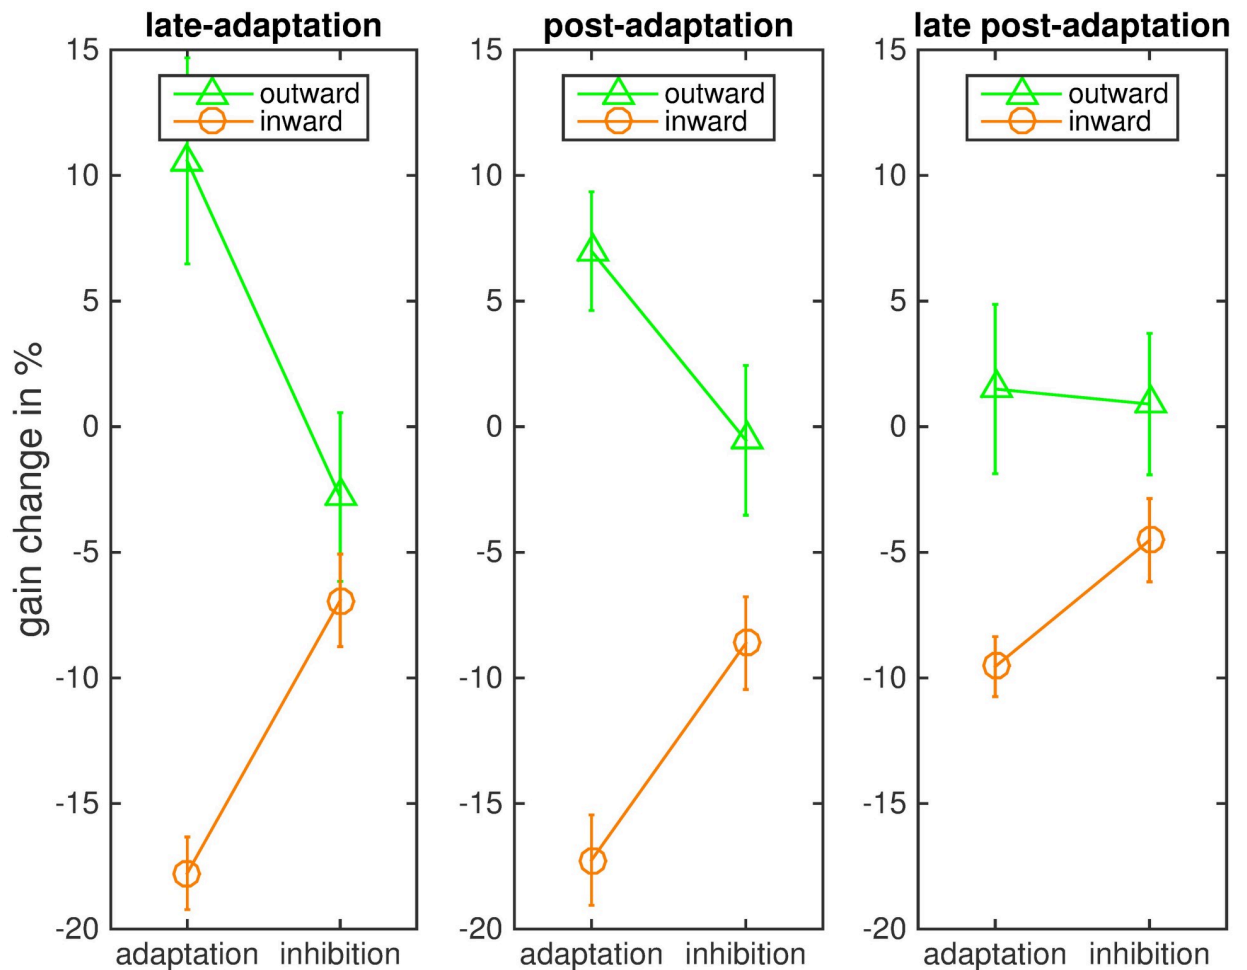 late-adaptation
post-adaptation
late post-adaptation
gain change in %
15
10
5
0
-5
-10
-15
-20
outward
inward
adaptation inhibition
15
10
5
0
-5
-10
-15
-20
outward
inward
adaptation inhibition
15
10
5
0
-5
-10
-15
-20
outward
inward
adaptation inhibition